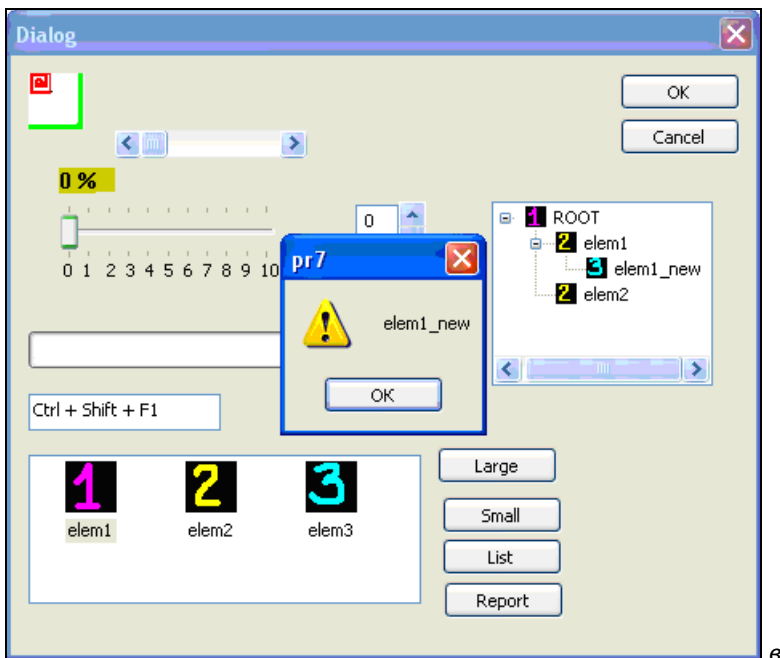 Dialog
OK
Cancel
0 %
0 1 2 3 4 5 6 7 8 9 10
0
1 ROOT
2 elem1
3 elem1_new
2 elem2
pr7
elem1_new
OK
Ctrl + Shift + F1
1 2 3
elem1 elem2 elem3
Large
Small
List
Report